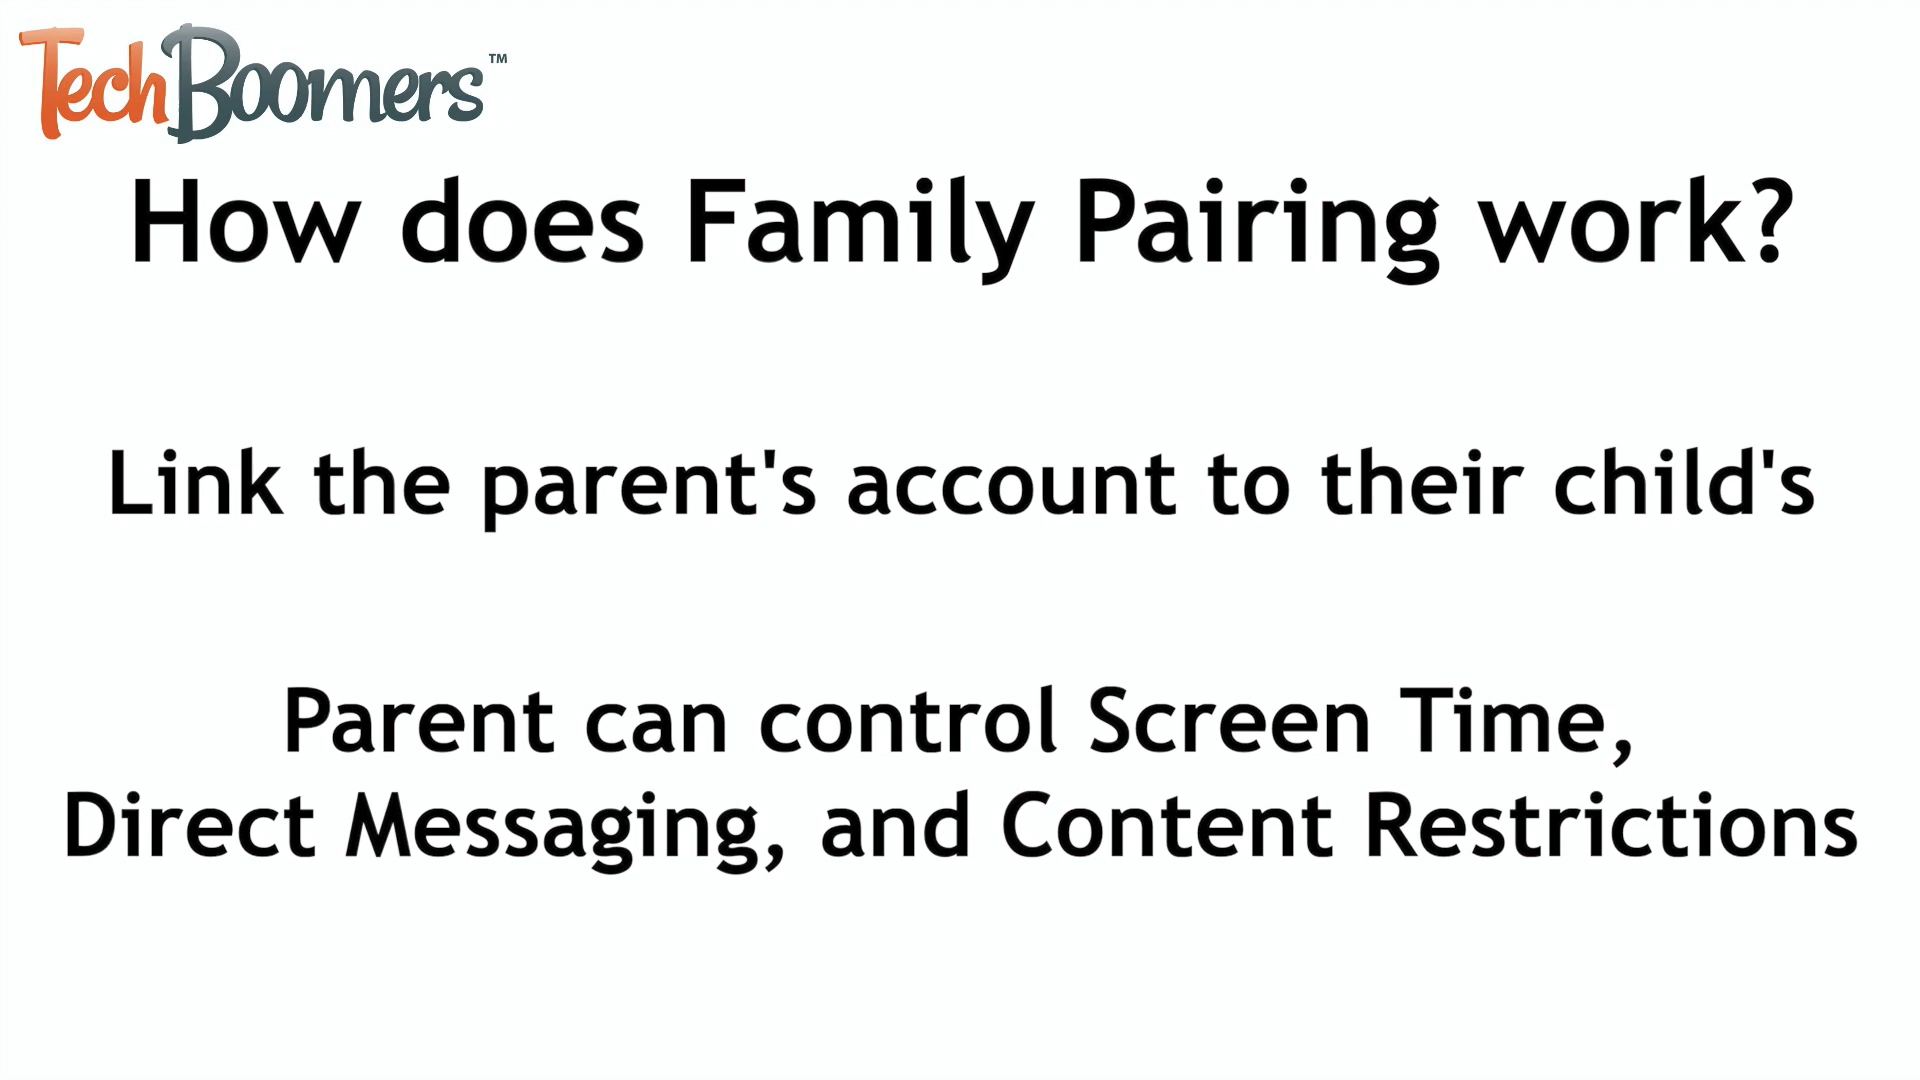 TechBoomers™
How does Family Pairing work?
Link the parent's account to their child's
Parent can control Screen Time,
Direct Messaging, and Content Restrictions